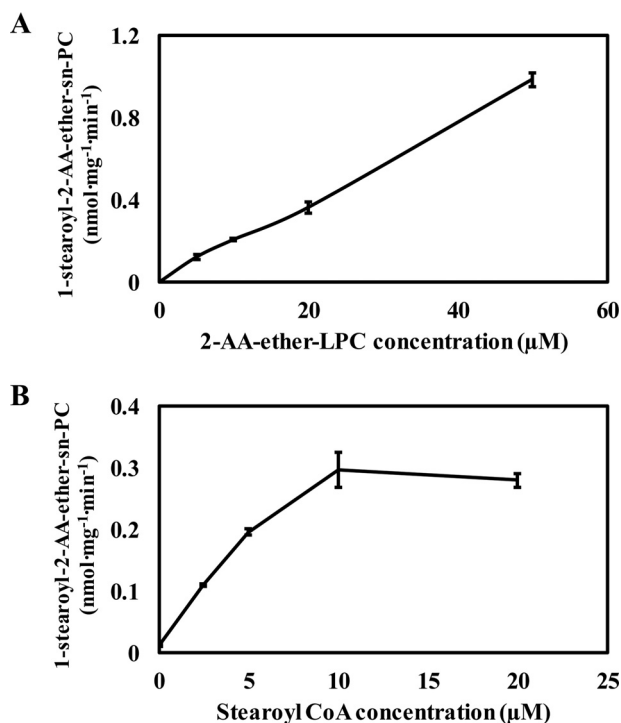 A
1-stearoyl-2-AA-ether-sn-PC
(nmol·mg⁻¹·min⁻¹)
1.2
0.8
0.4
0
0 20 40 60
2-AA-ether-LPC concentration (µM)
B
1-stearoyl-2-AA-ether-sn-PC
(nmol·mg⁻¹·min⁻¹)
0.4
0.3
0.2
0.1
0
0 5 10 15 20 25
Stearoyl CoA concentration (µM)